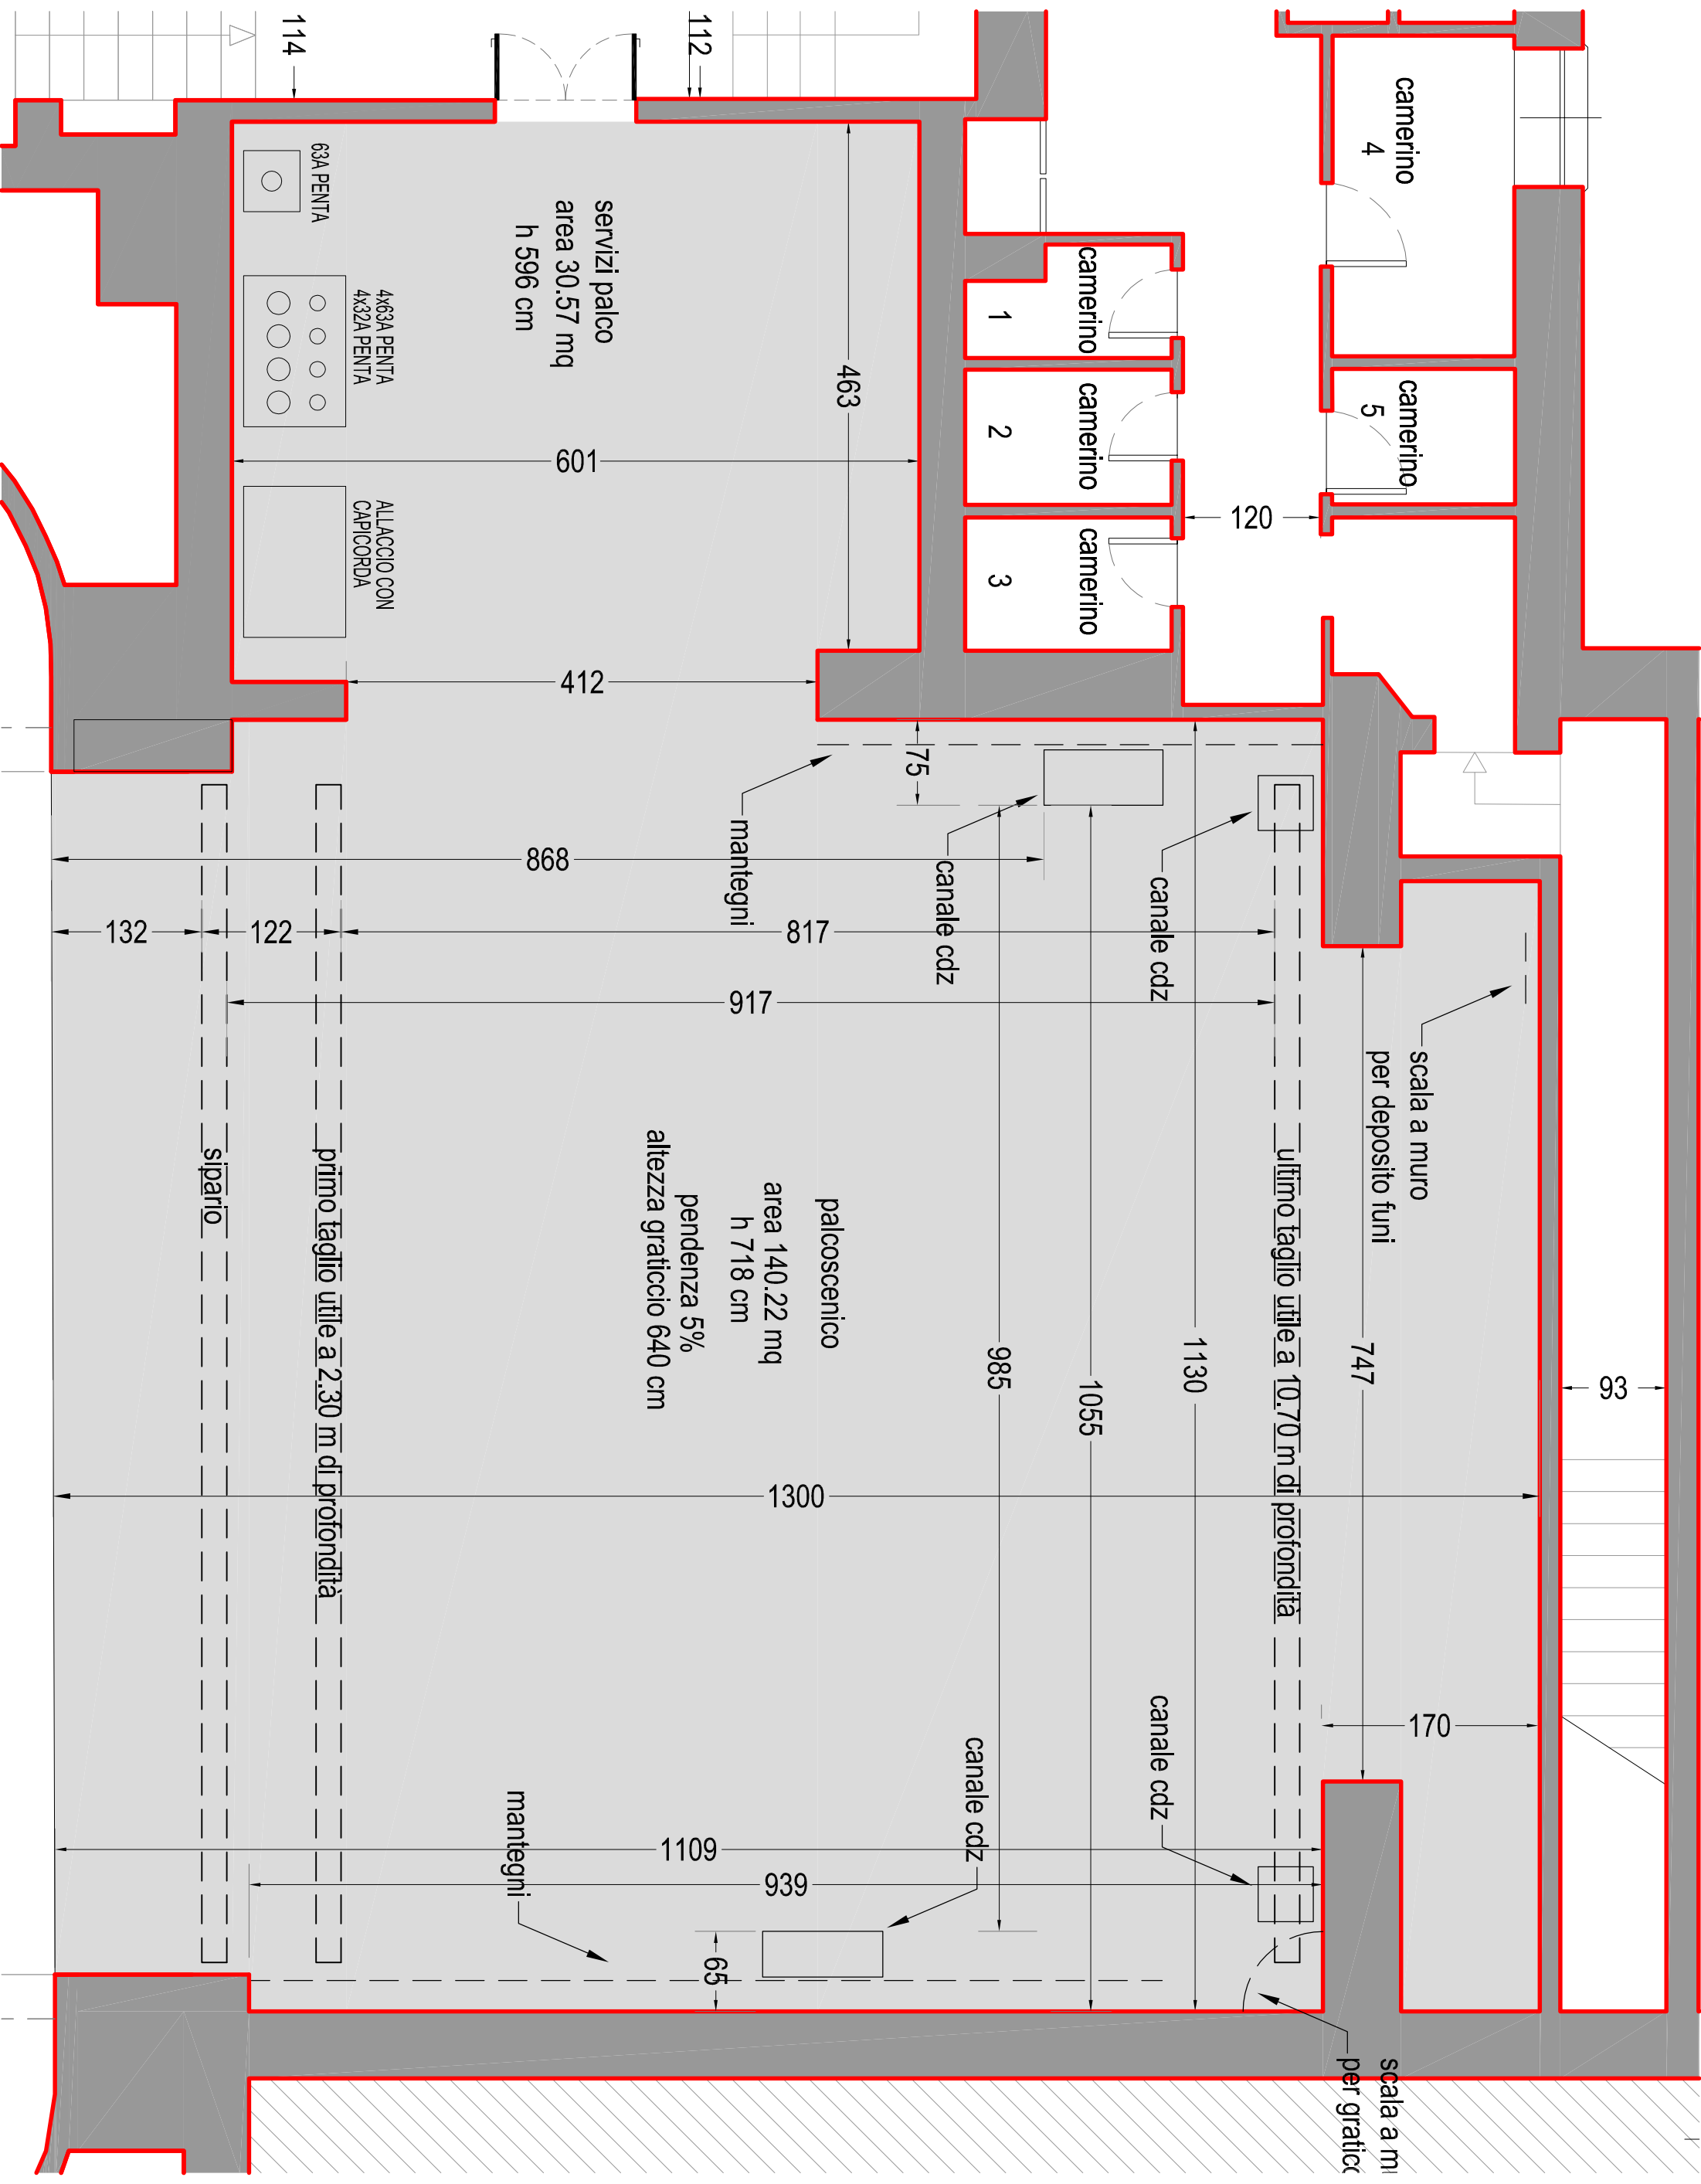 114
112
camerino
4
63A PENTA
servizi palco
area 30.57 mq
h 596 cm
camerino
1
4x63A PENTA
4x32A PENTA
463
camerino
2
camerino
5
601
120
ALLACCIO CON
CAPICORDA
camerino
3
412
75
mantegni
canale cdz
canale cdz
868
132
122
817
917
scala a muro
per deposito funi
sipario
primo taglio utile a 2.30 m di profondità
ultimo taglio utile a 10.70 m di profondità
palcoscenico
area 140.22 mq
h 718 cm
pendenza 5%
altezza graticcio 640 cm
985
1055
1130
747
93
1300
170
canale cdz
canale cdz
mantegni
1109
939
65
scala a m
per gratic